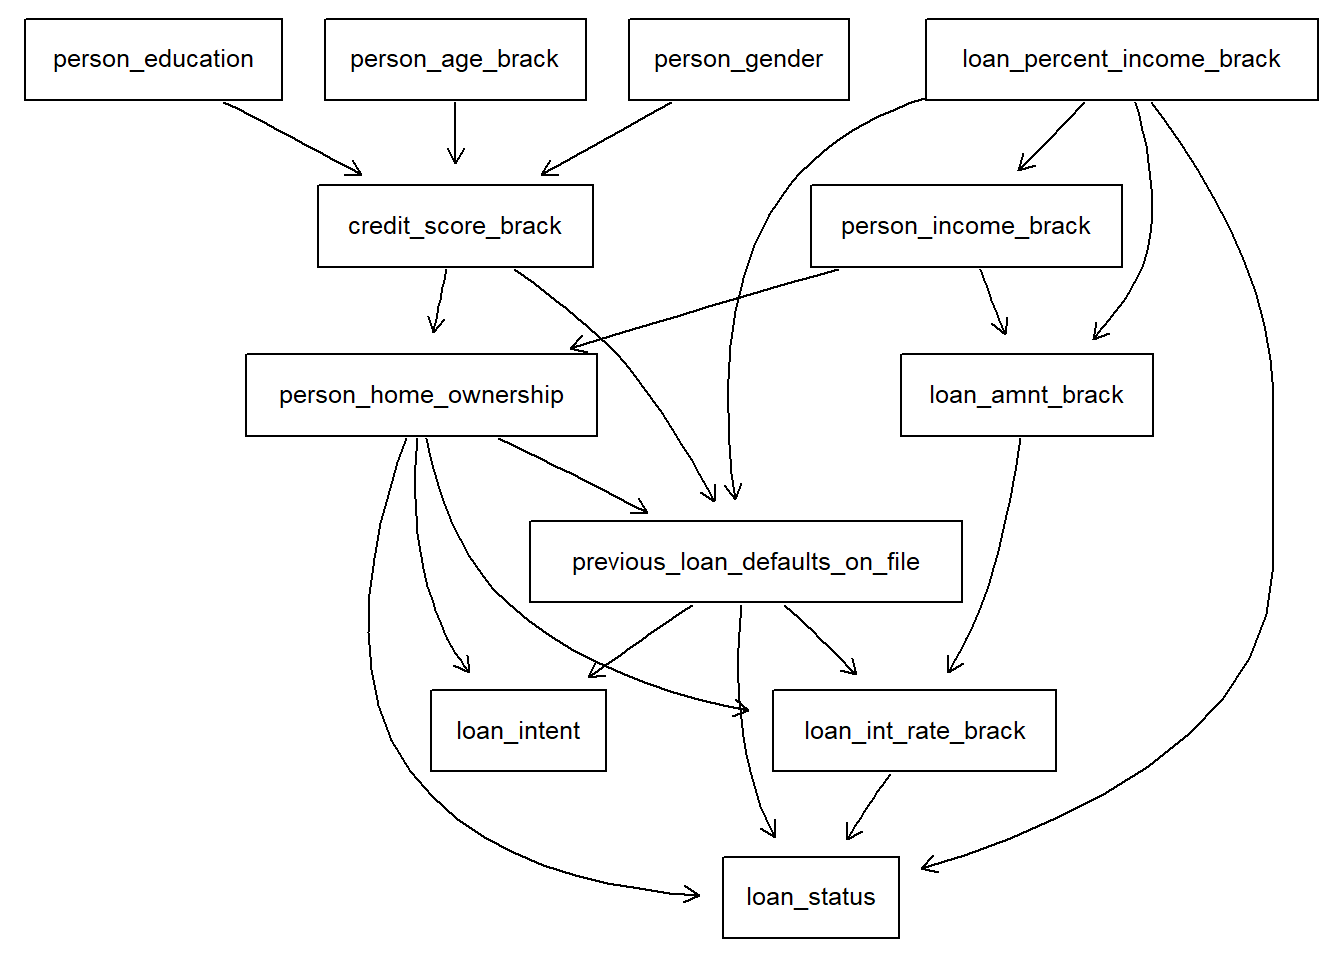 person_education
person_age_brack
person_gender
loan_percent_income_brack
credit_score_brack
person_income_brack
person_home_ownership
loan_amnt_brack
previous_loan_defaults_on_file
loan_intent
loan_int_rate_brack
loan_status